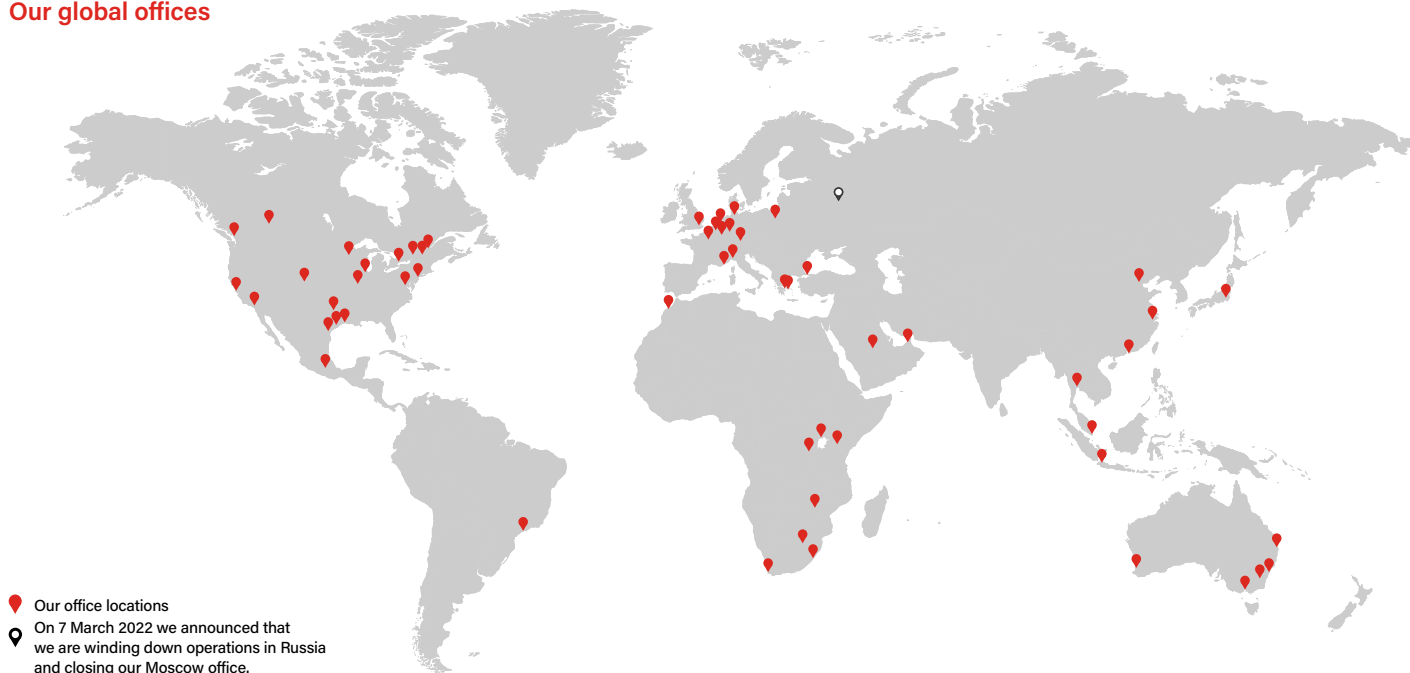 Our global offices
Our office locations
On 7 March 2022 we announced that
we are winding down operations in Russia
and closing our Moscow office.